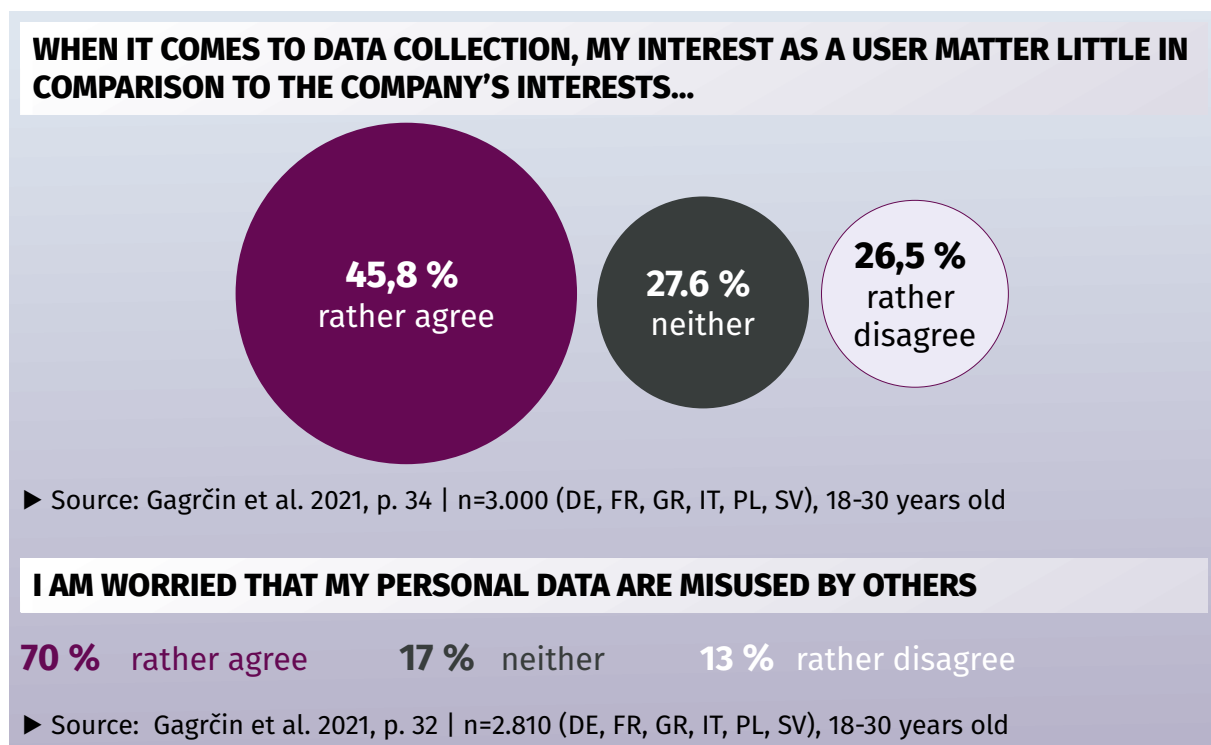 WHEN IT COMES TO DATA COLLECTION, MY INTEREST AS A USER MATTER LITTLE IN
COMPARISON TO THE COMPANY’S INTERESTS...
45,8 %
rather agree
27.6 %
neither
26,5 %
rather
disagree
▶ Source: Gagrčin et al. 2021, p. 34 | n=3.000 (DE, FR, GR, IT, PL, SV), 18-30 years old
I AM WORRIED THAT MY PERSONAL DATA ARE MISUSED BY OTHERS
70 % rather agree 17 % neither 13 % rather disagree
▶ Source: Gagrčin et al. 2021, p. 32 | n=2.810 (DE, FR, GR, IT, PL, SV), 18-30 years old